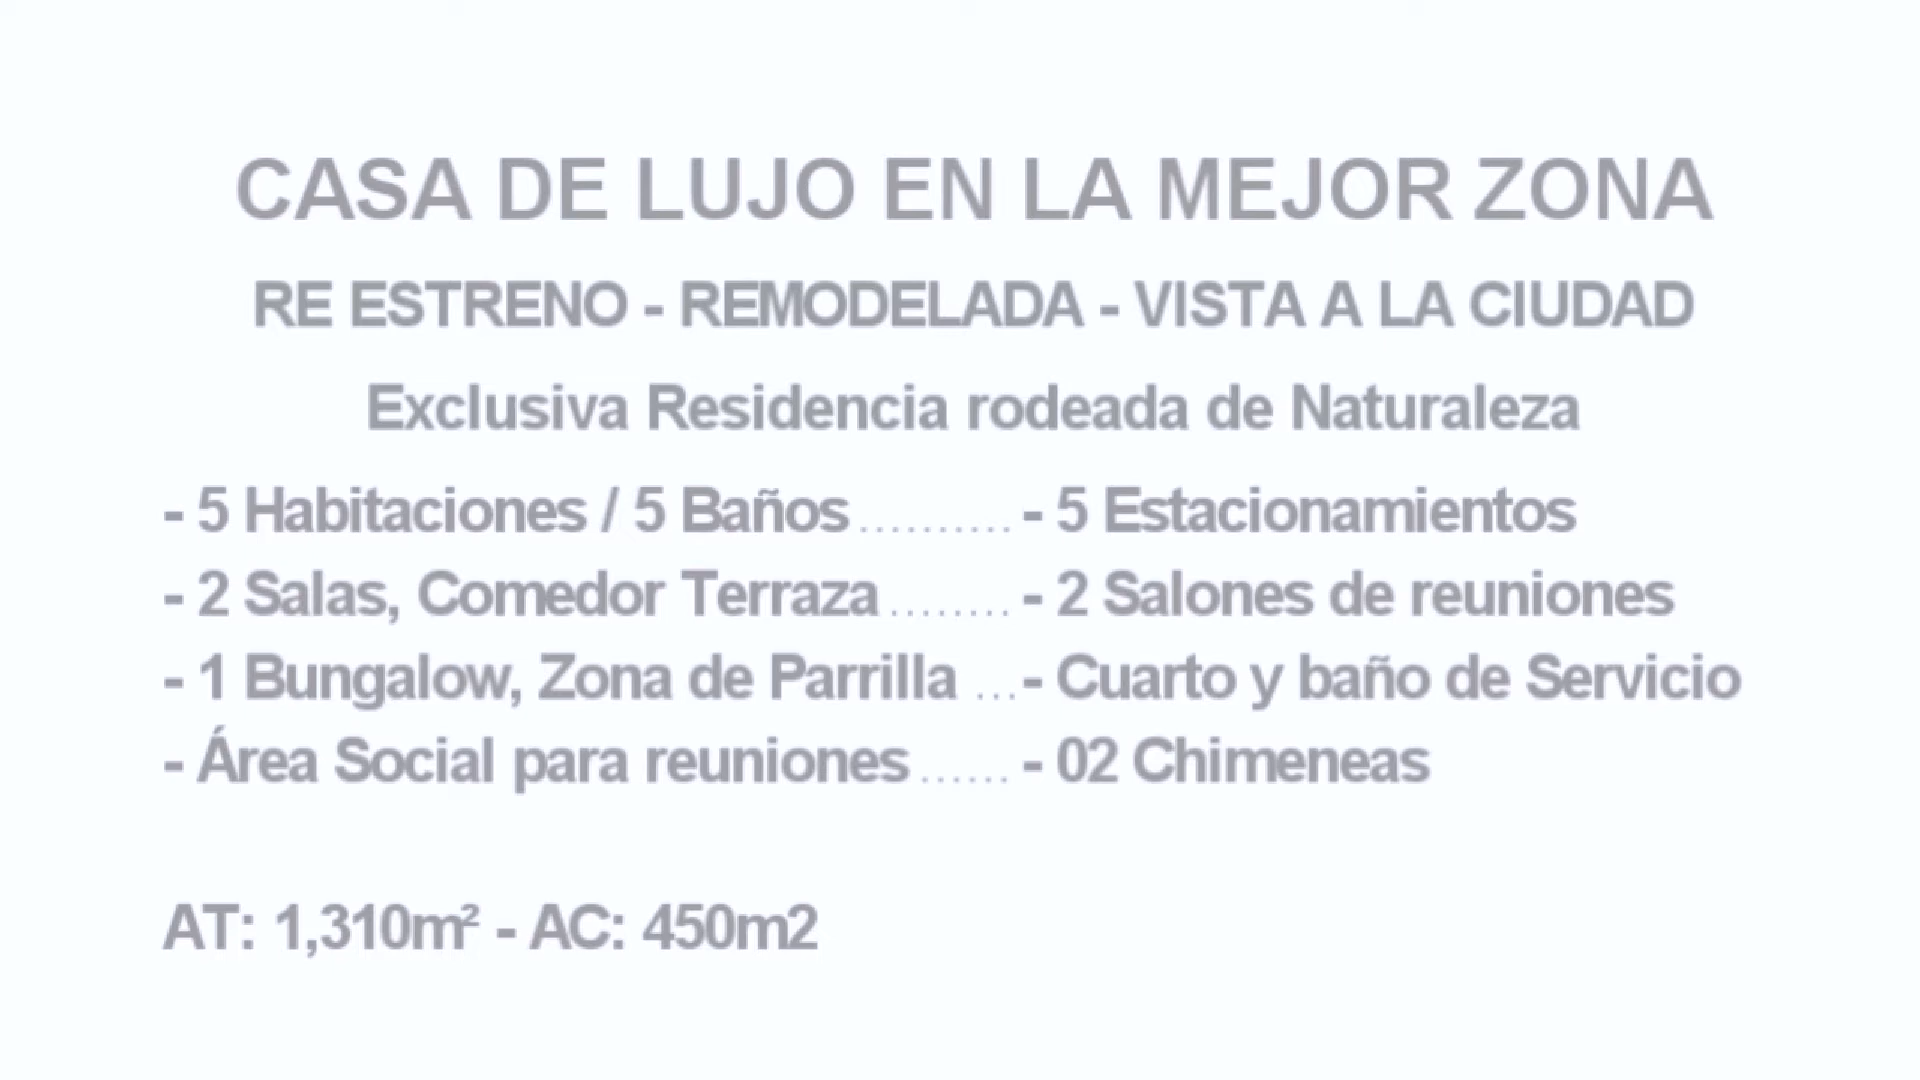 CASA DE LUJO EN LA MEJOR ZONA
RE ESTRENO - REMODELADA - VISTA A LA CIUDAD
Exclusiva Residencia rodeada de Naturaleza
- 5 Habitaciones / 5 Baños .......... - 5 Estacionamientos
- 2 Salas, Comedor Terraza ........ - 2 Salones de reuniones
- 1 Bungalow, Zona de Parrilla ...- Cuarto y baño de Servicio
- Área Social para reuniones ...... - 02 Chimeneas
AT: 1,310m² - AC: 450m2